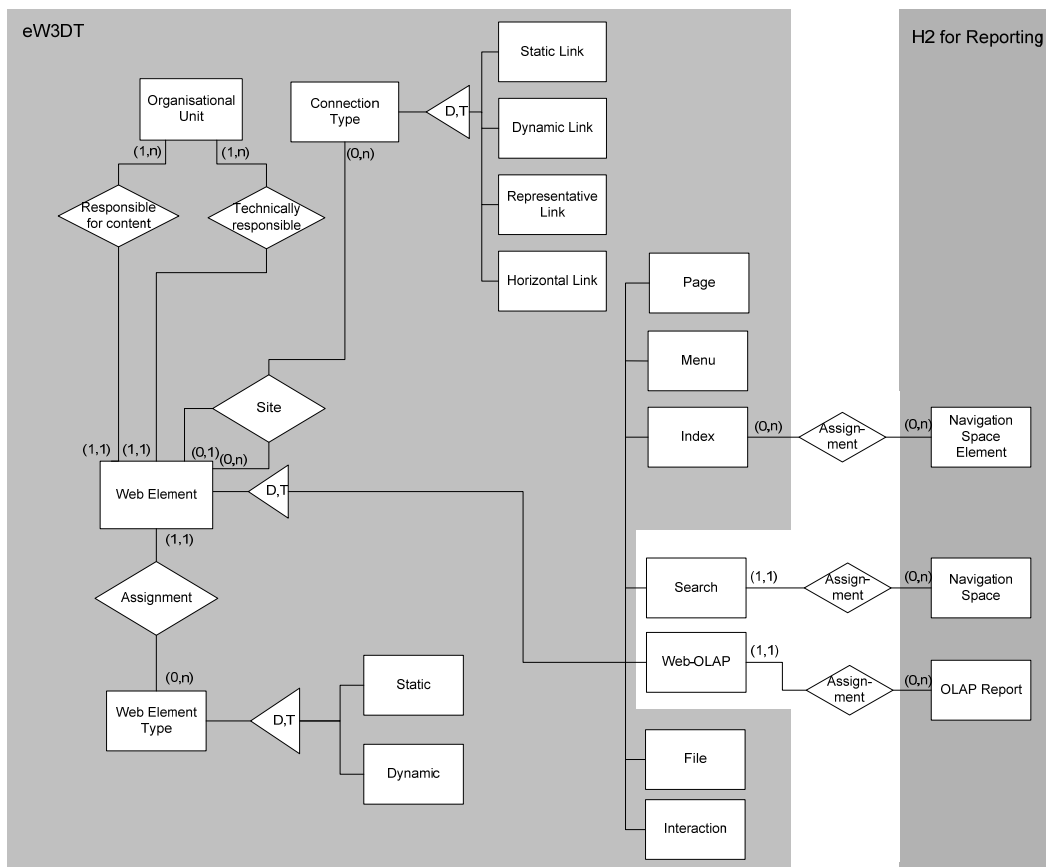 eW3DT
H2 for Reporting
Organisational
Unit
Connection
Type
D,T
Static Link
Dynamic Link
Representative
Link
Horizontal Link
(1,n)
(1,n)
(0,n)
Responsible
for content
Technically
responsible
Site
(1,1)
(1,1)
(0,1)
(0,n)
Web Element
D,T
(1,1)
Assignment
(0,n)
Web Element
Type
D,T
Static
Dynamic
Page
Menu
Index
(0,n)
Assign-
ment
(0,n)
Navigation
Space
Element
Search
(1,1)
Assign-
ment
(0,n)
Navigation
Space
Web-OLAP
(1,1)
Assign-
ment
(0,n)
OLAP Report
File
Interaction